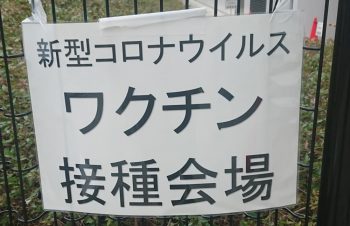 新型コロナウイルス
ワクチン
接種会場